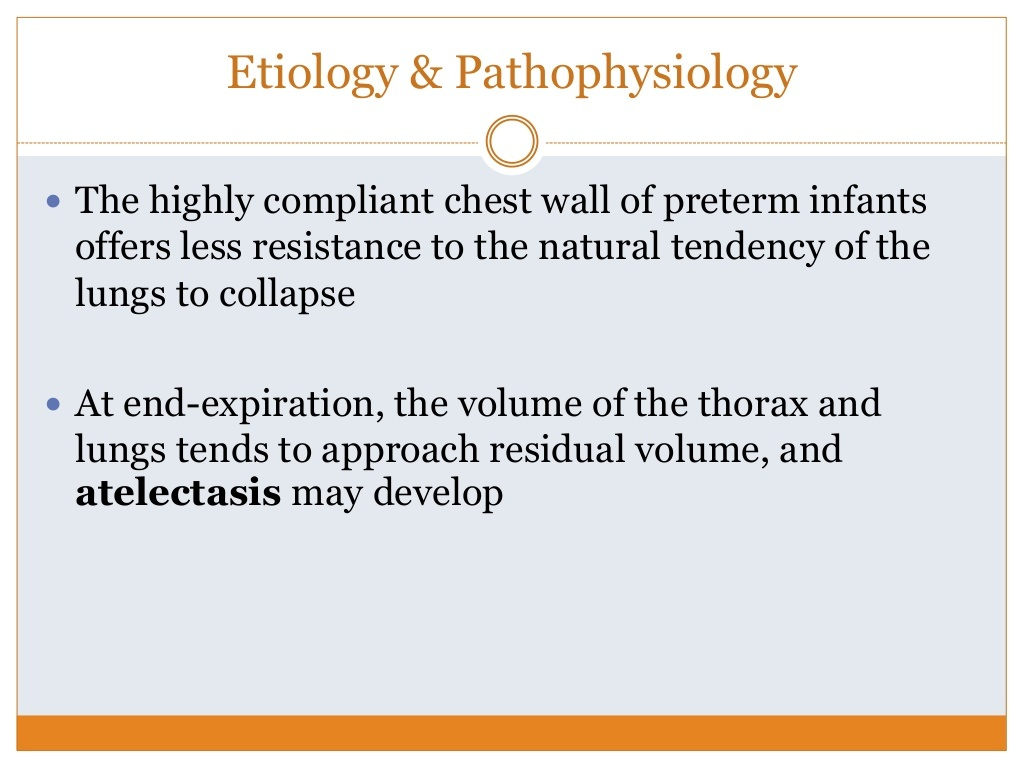 Etiology & Pathophysiology
• The highly compliant chest wall of preterm infants
offers less resistance to the natural tendency of the
lungs to collapse
• At end-expiration, the volume of the thorax and
lungs tends to approach residual volume, and
atelectasis may develop